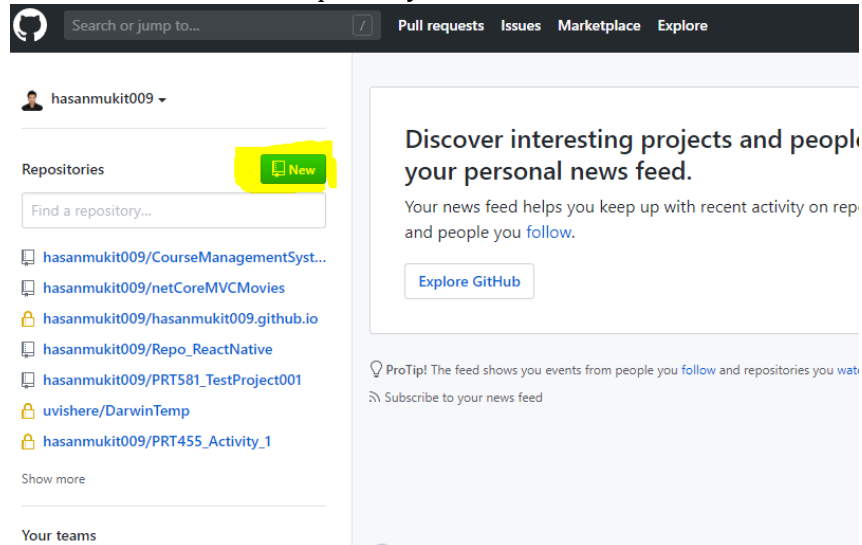 Search or jump to...
/
Pull requests Issues Marketplace Explore
hasanmukit009
Repositories
New
Find a repository...
hasanmukit009/CourseManagementSyst...
hasanmukit009/netCoreMVCMovies
hasanmukit009/hasanmukit009.github.io
hasanmukit009/Repo_ReactNative
hasanmukit009/PRT581_TestProject001
uvishere/DarwinTemp
hasanmukit009/PRT455_Activity_1
Show more
Your teams
Discover interesting projects and people
your personal news feed.
Your news feed helps you keep up with recent activity on rep
and people you follow.
Explore GitHub
ProTip! The feed shows you events from people you follow and repositories you wat
Subscribe to your news feed